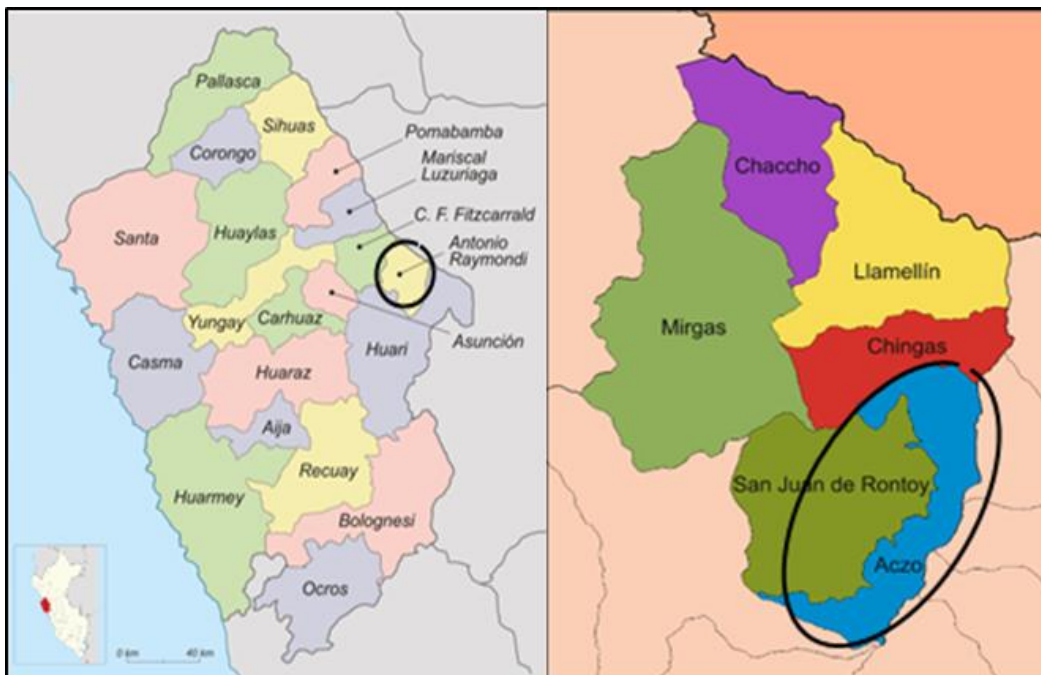 Pallasca
Sihuas
Corongo
Pomabamba
Mariscal
Luzuriaga
C. F. Fitzcarrald
Antonio
Raymondi
Santa
Huaylas
Yungay
Carhuaz
Asunción
Casma
Huari
Huaraz
Aija
Recuay
Huarmey
Bolognesi
Ocros
0 km 40 km
Chaccho
Llamellín
Mirgas
Chingas
San Juan de Rontoy
Aczo